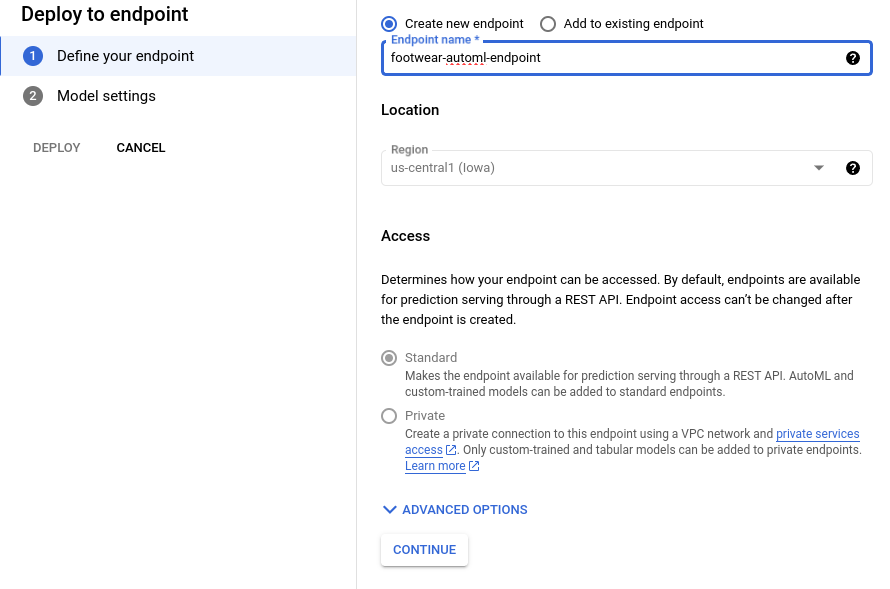 Deploy to endpoint
1 Define your endpoint
2 Model settings
DEPLOY CANCEL
Create new endpoint Add to existing endpoint
Endpoint name *
footwear-automl-endpoint
Location
Region
us-central1 (Iowa)
Access
Determines how your endpoint can be accessed. By default, endpoints are available
for prediction serving through a REST API. Endpoint access can't be changed after
the endpoint is created.
Standard
Makes the endpoint available for prediction serving through a REST API. AutoML and
custom-trained models can be added to standard endpoints.
Private
Create a private connection to this endpoint using a VPC network and private services
access. Only custom-trained and tabular models can be added to private endpoints.
Learn more
ADVANCED OPTIONS
CONTINUE